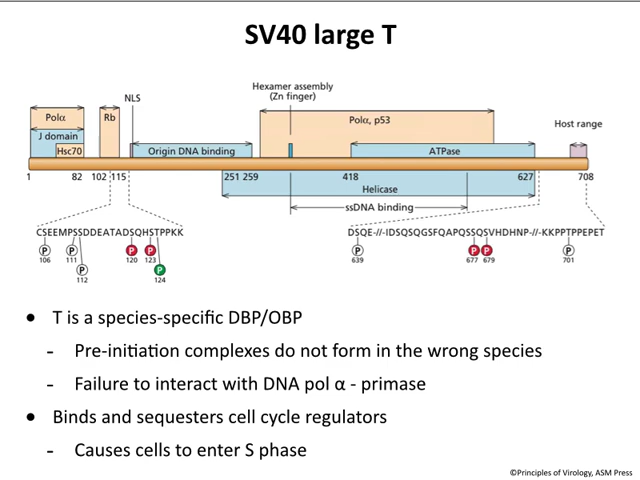 SV40 large T
Hexamer assembly
(Zn finger)
NLS
Polα
Rb
Polα, p53
Host range
J domain
Hsc70
Origin DNA binding
ATPase
1 82 102 115 251 259 418 627 708
Helicase
ssDNA binding
CSEEMPSSDDEATADSQHSTPPKK
DSQE-//-IDSQSQGSFQAPQSSQSVHDHNP-//-KKPPTPPEPET
P P P P P P P P
106 111 120 123 639 677 679 701
P P
112 124
• T is a species-specific DBP/OBP
- Pre-initiation complexes do not form in the wrong species
- Failure to interact with DNA pol α - primase
• Binds and sequesters cell cycle regulators
- Causes cells to enter S phase
©Principles of Virology, ASM Press